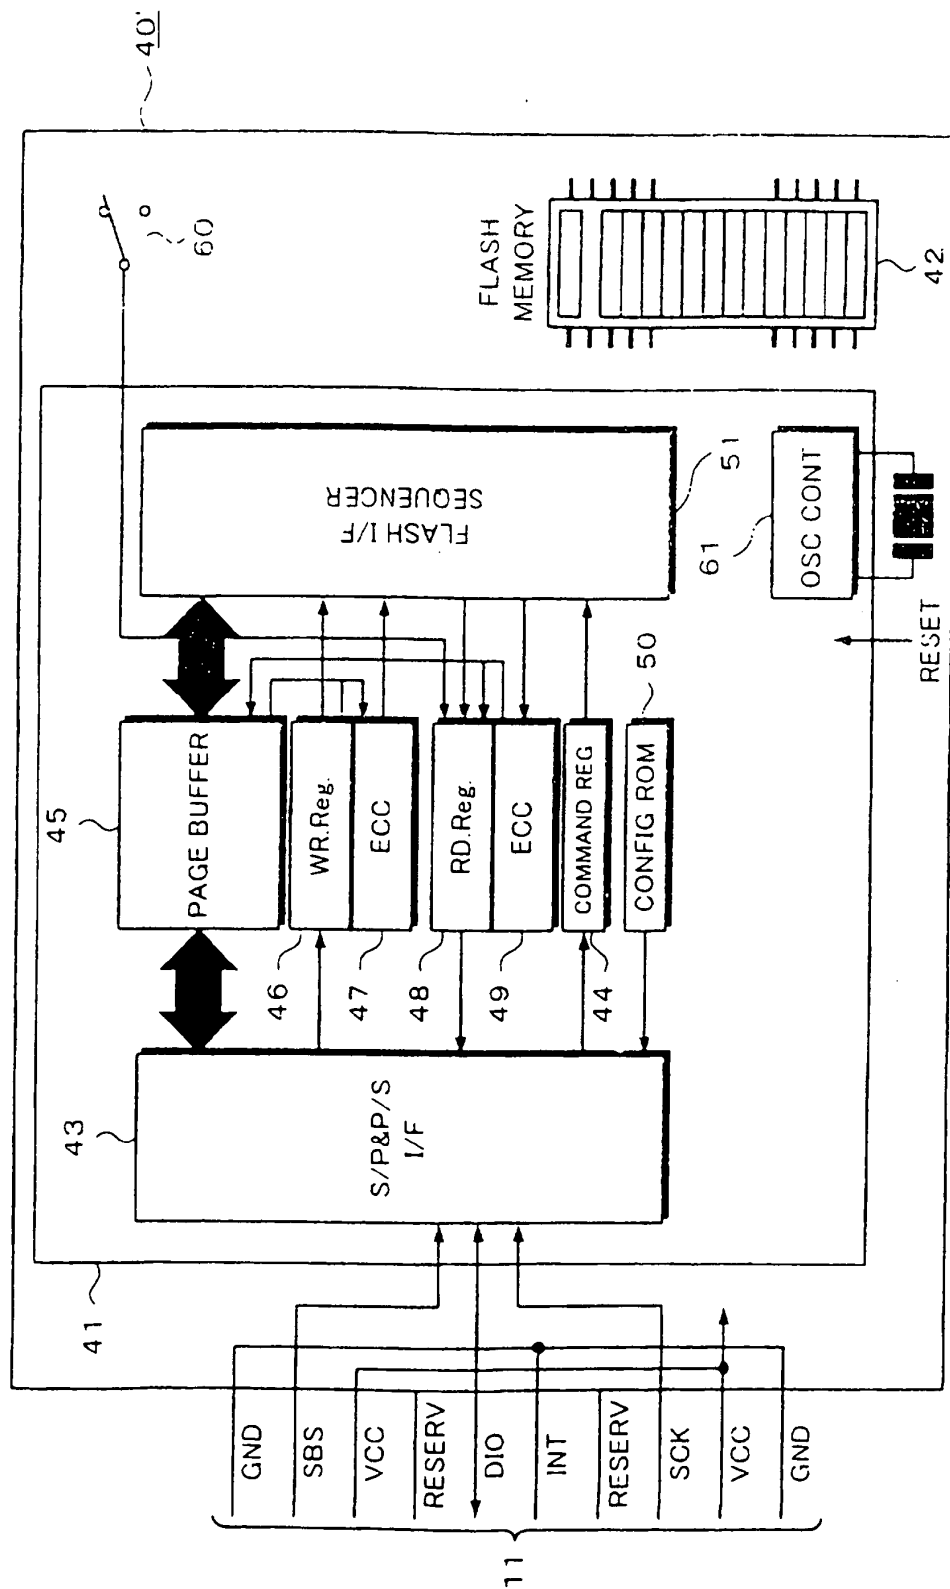 40'
60
FLASH
MEMORY
42
FLASH I/F
SEQUENCER
51
61
OSC CONT
RESET
45
PAGE BUFFER
46
WR.Reg.
47
ECC
48
RD.Reg.
49
ECC
44
COMMAND REG
50
CONFIG ROM
43
S/P&P/S
I/F
41
GND
SBS
VCC
RESERV
DIO
INT
RESERV
SCK
VCC
GND
11